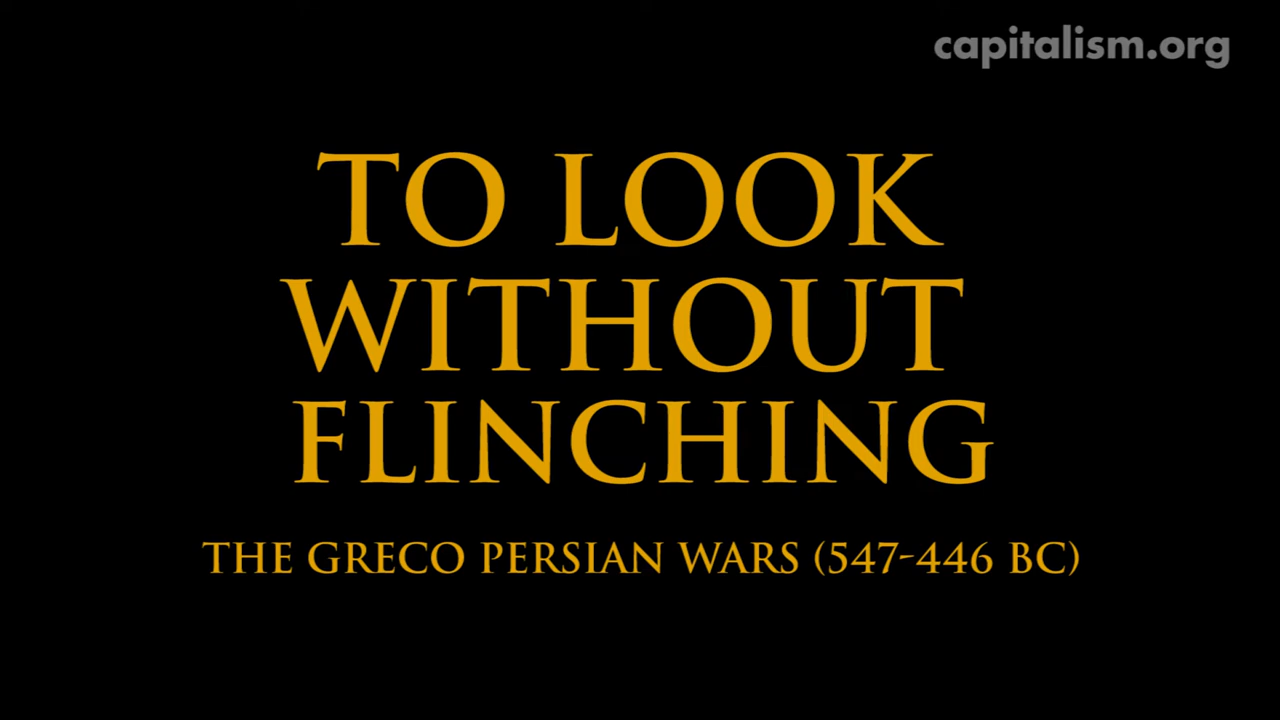 capitalism.org
TO LOOK
WITHOUT
FLINCHING
THE GRECO PERSIAN WARS (547-446 BC)